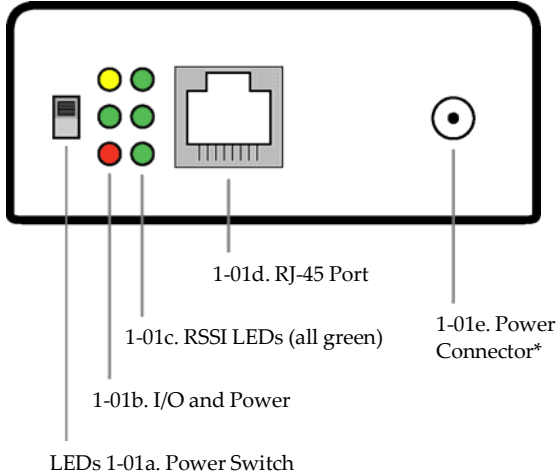 1-01d. RJ-45 Port
1-01c. RSSI LEDs (all green)
1-01e. Power
Connector*
1-01b. I/O and Power
LEDs 1-01a. Power Switch